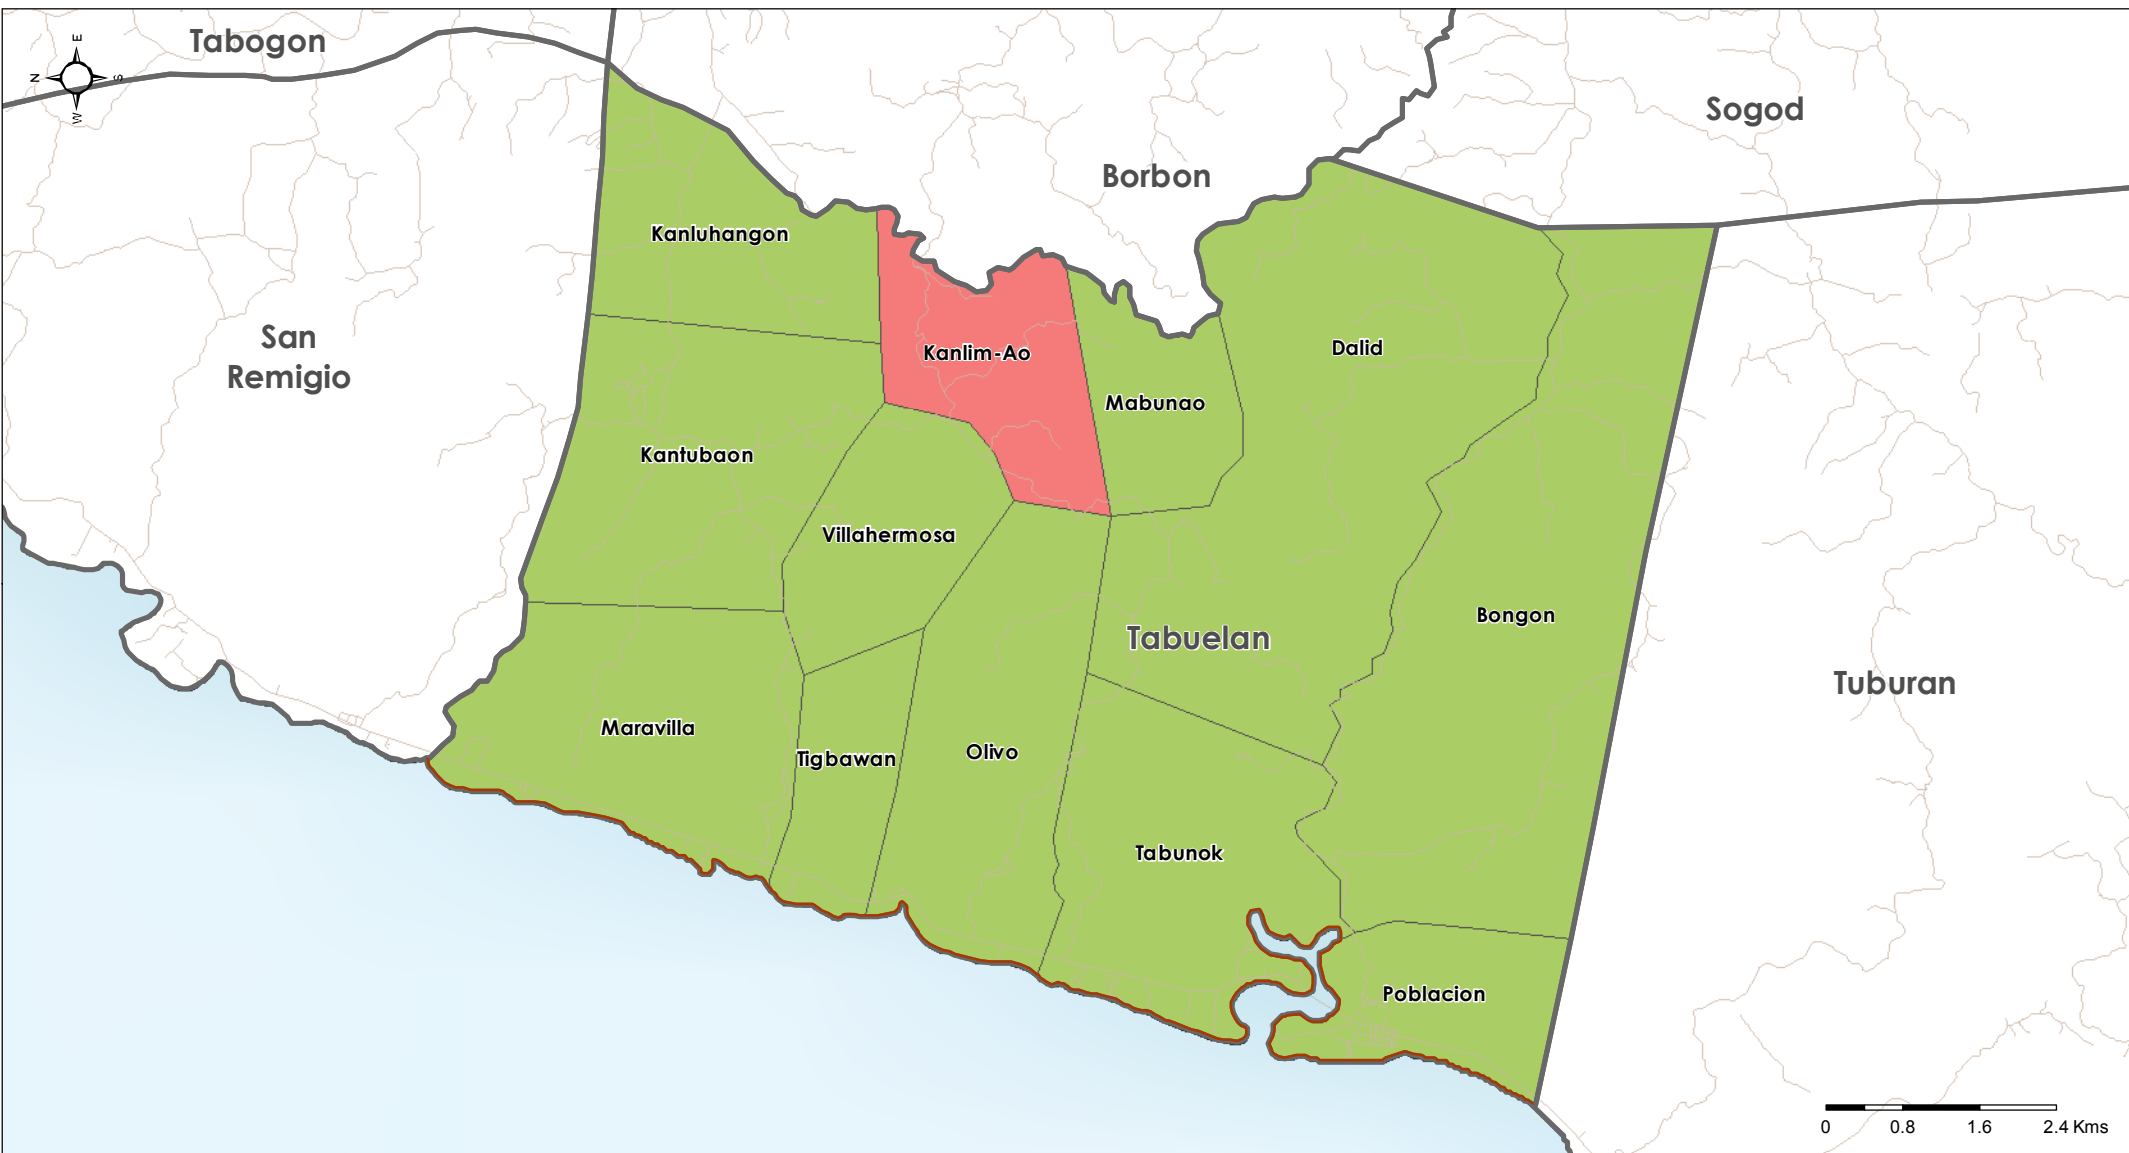 Tabogon
E
N
S
W
Sogod
Borbon
Kanluhangon
San
Remigio
Kanlim-Ao
Dalid
Mabunao
Kantubaon
Villahermosa
Bongon
Tabuelan
Tuburan
Maravilla
Tigbawan
Olivo
Tabunok
Poblacion
0 0.8 1.6 2.4 Kms